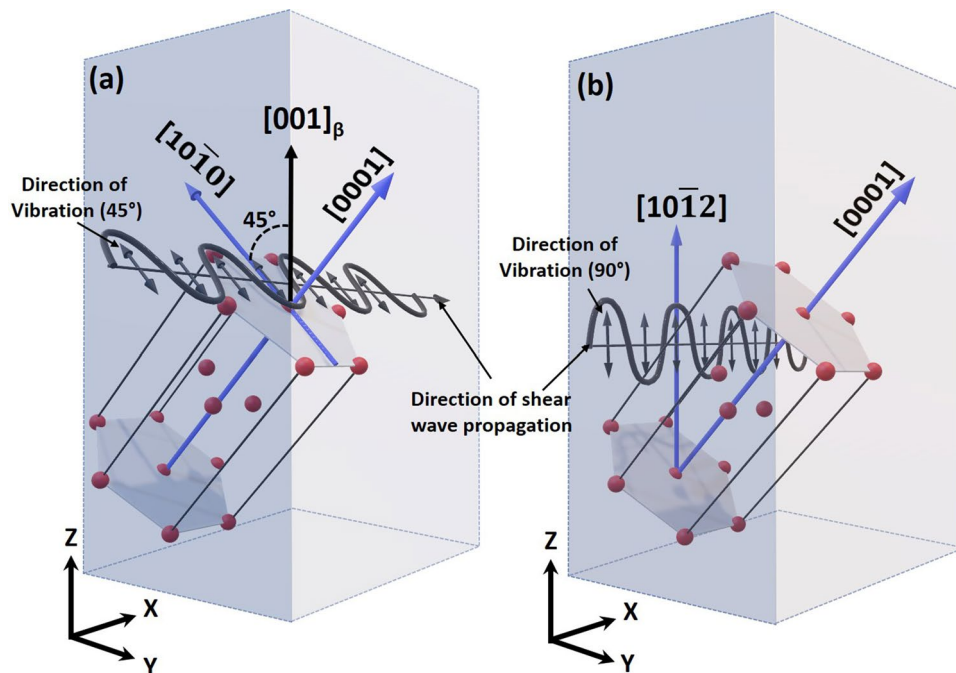 (a)
[001]β
[101̅0]
[0001]
Direction of
Vibration (45°)
45°
Z
X
Y
(b)
[101̅2]
[0001]
Direction of
Vibration (90°)
Direction of shear
wave propagation
Z
X
Y